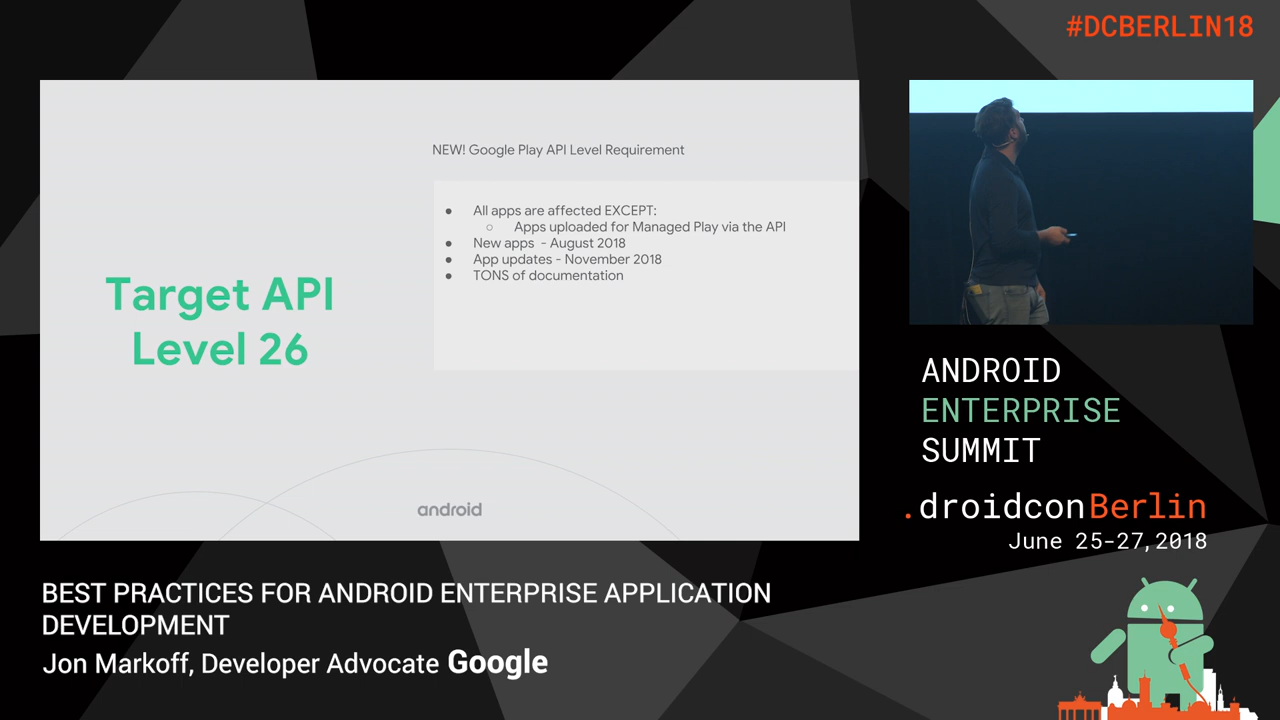 #DCBERLIN18
NEW! Google Play API Level Requirement
● All apps are affected EXCEPT:
○ Apps uploaded for Managed Play via the API
● New apps - August 2018
● App updates - November 2018
● TONS of documentation
Target API
Level 26
android
ANDROID
ENTERPRISE
SUMMIT
.droidconBerlin
June 25-27, 2018
BEST PRACTICES FOR ANDROID ENTERPRISE APPLICATION
DEVELOPMENT
Jon Markoff, Developer Advocate Google